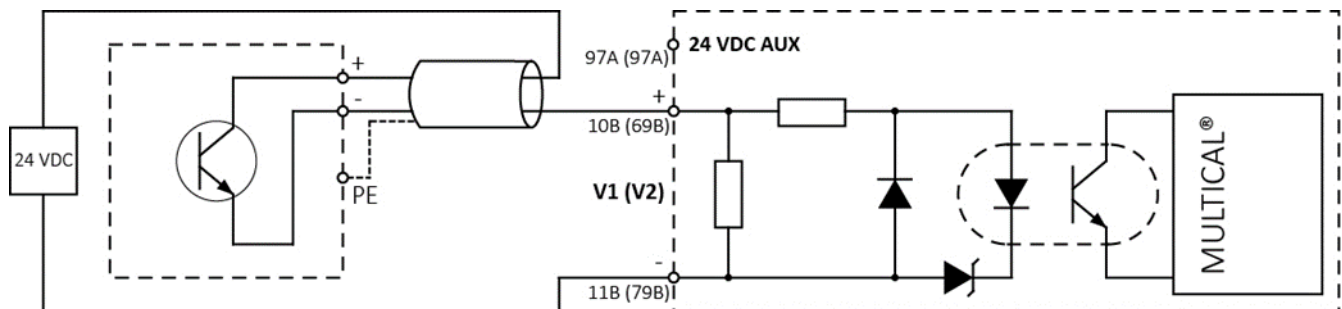 24 VDC
+
-
PE
97A (97A)
24 VDC AUX
+
10B (69B)
V1 (V2)
-
11B (79B)
MULTICAL®